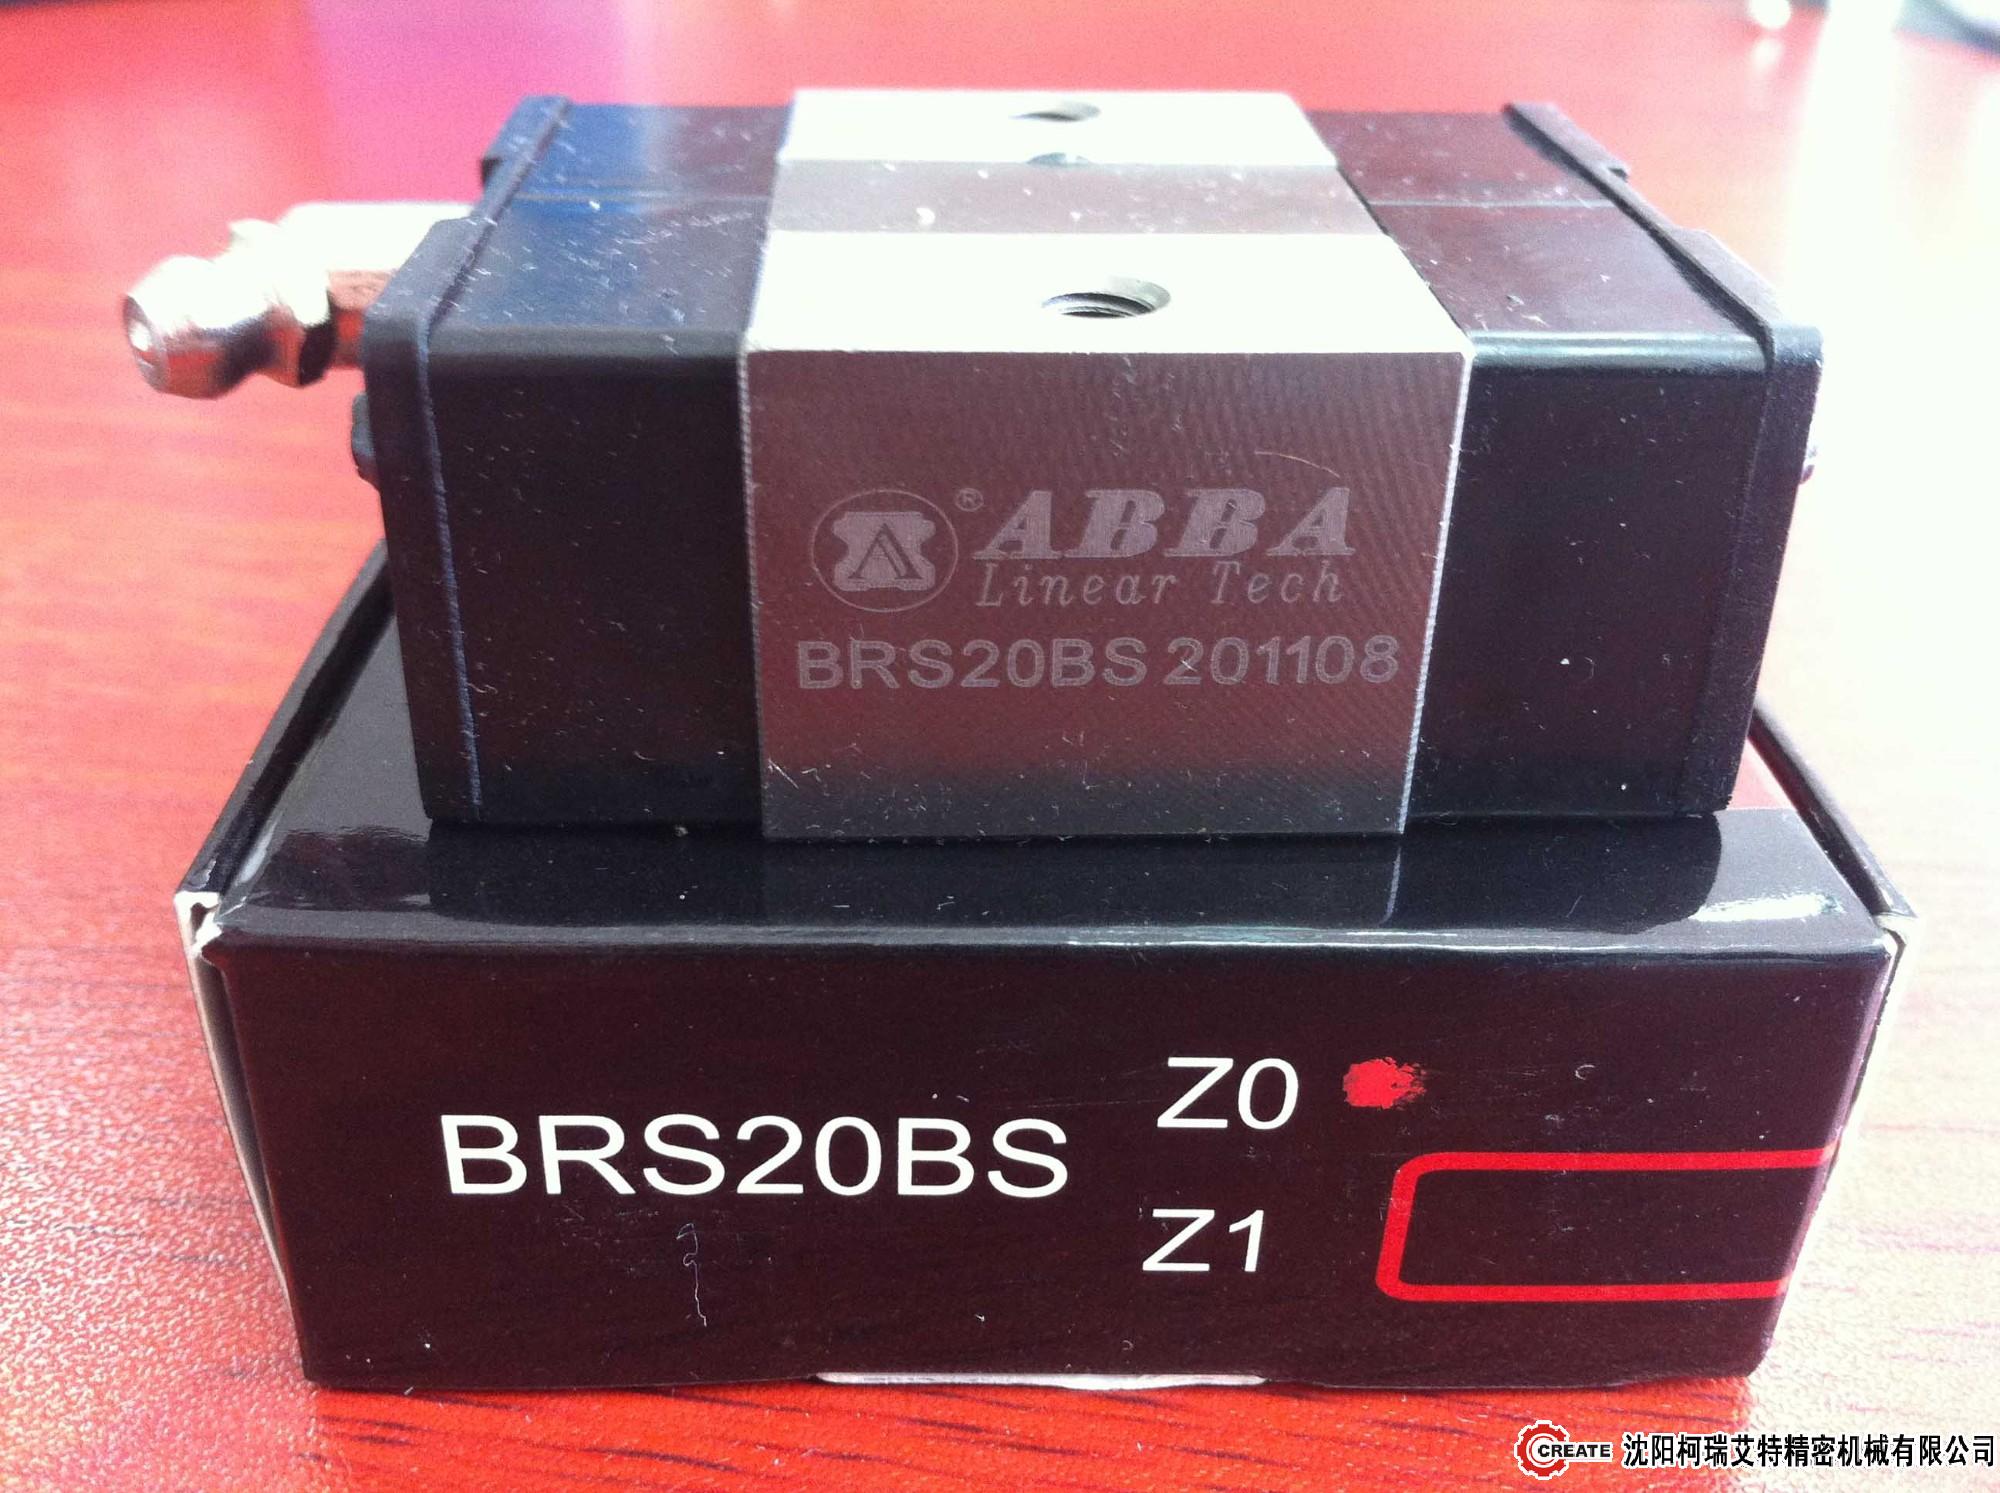 ® ABBA
Linear Tech
BRS20BS 201108
BRS20BS
Z0
Z1
CREATE 沈阳柯瑞艾特精密机械有限公司